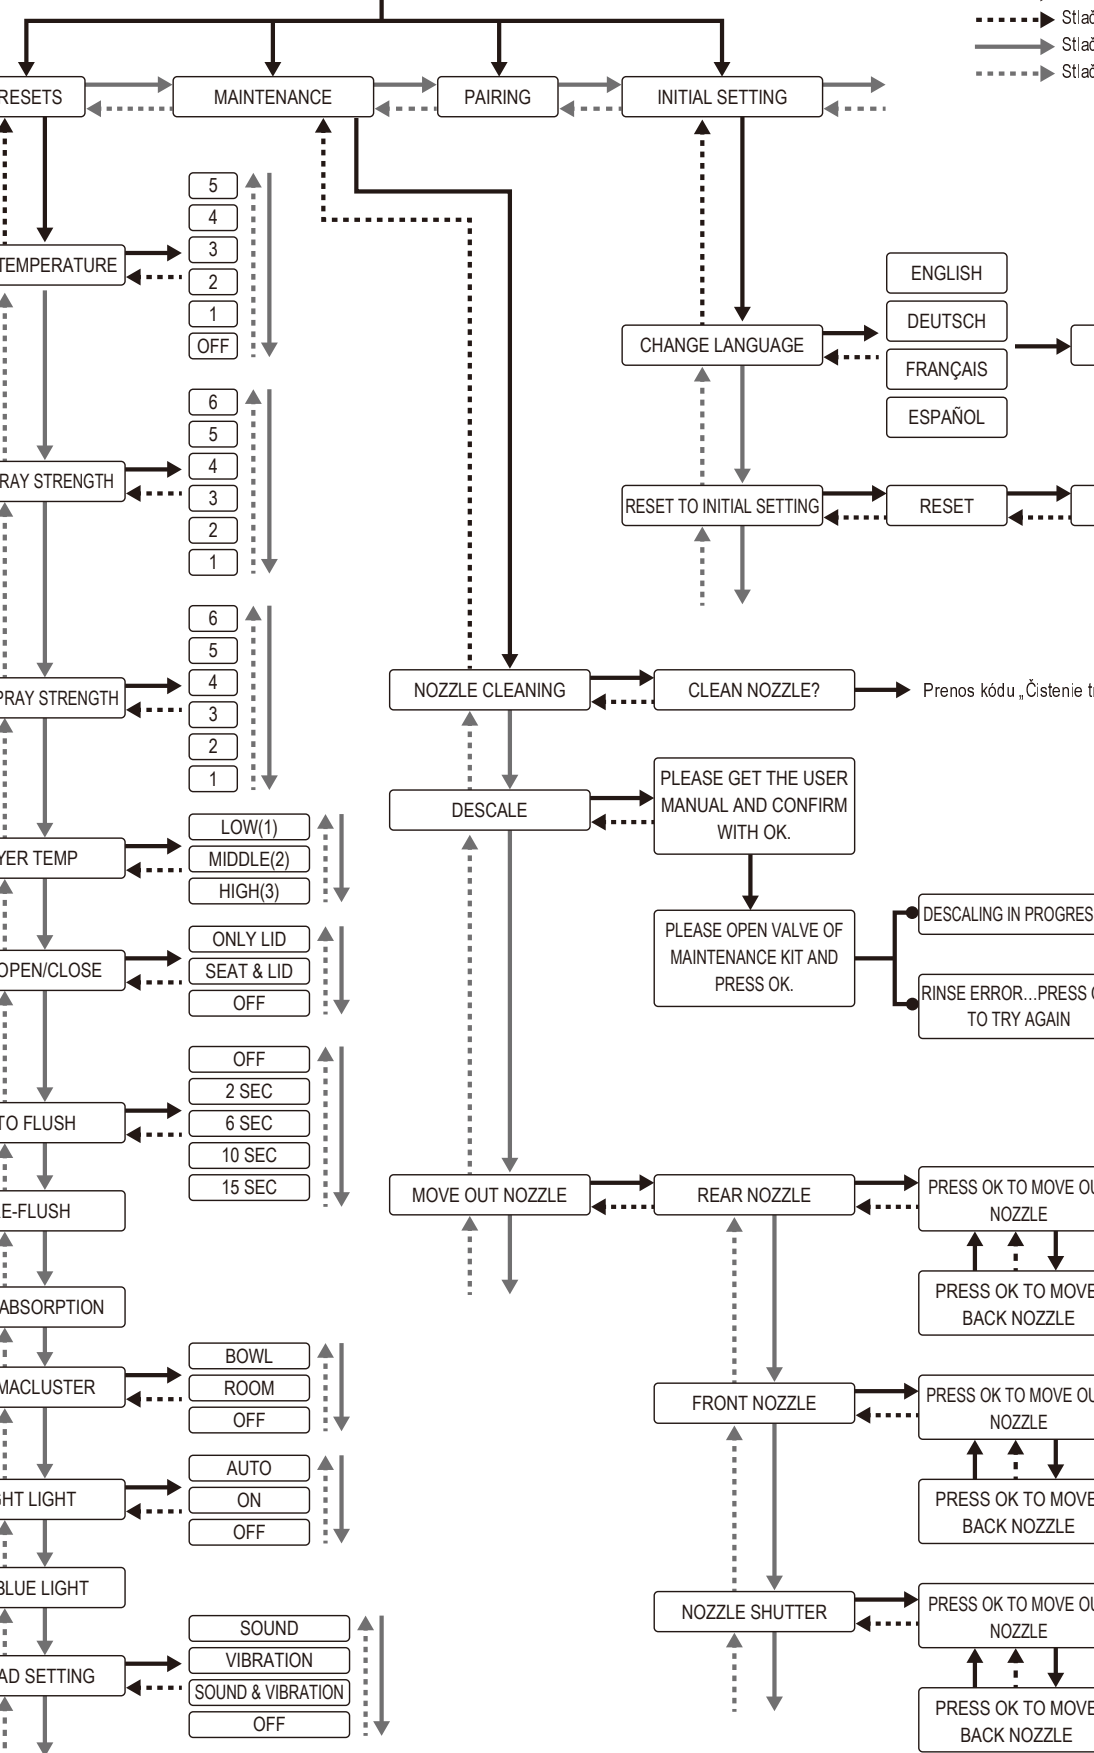 Stlač
Stlač
Stlač
RESETS
MAINTENANCE
PAIRING
INITIAL SETTING
TEMPERATURE
5
4
3
2
1
OFF
RAY STRENGTH
6
5
4
3
2
1
PRAY STRENGTH
6
5
4
3
2
1
YER TEMP
LOW(1)
MIDDLE(2)
HIGH(3)
OPEN/CLOSE
ONLY LID
SEAT & LID
OFF
TO FLUSH
OFF
2 SEC
6 SEC
10 SEC
15 SEC
E-FLUSH
ABSORPTION
MACLUSTER
BOWL
ROOM
OFF
GHT LIGHT
AUTO
ON
OFF
BLUE LIGHT
AD SETTING
SOUND
VIBRATION
SOUND & VIBRATION
OFF
NOZZLE CLEANING
CLEAN NOZZLE?
Prenos kódu „Čistenie tr
DESCALE
PLEASE GET THE USER
MANUAL AND CONFIRM
WITH OK.
PLEASE OPEN VALVE OF
MAINTENANCE KIT AND
PRESS OK.
DESCALING IN PROGRES
RINSE ERROR...PRESS O
TO TRY AGAIN
MOVE OUT NOZZLE
REAR NOZZLE
PRESS OK TO MOVE OU
NOZZLE
PRESS OK TO MOVE
BACK NOZZLE
FRONT NOZZLE
PRESS OK TO MOVE OU
NOZZLE
PRESS OK TO MOVE
BACK NOZZLE
NOZZLE SHUTTER
PRESS OK TO MOVE OU
NOZZLE
PRESS OK TO MOVE
BACK NOZZLE
CHANGE LANGUAGE
ENGLISH
DEUTSCH
FRANÇAIS
ESPAÑOL
RESET TO INITIAL SETTING
RESET